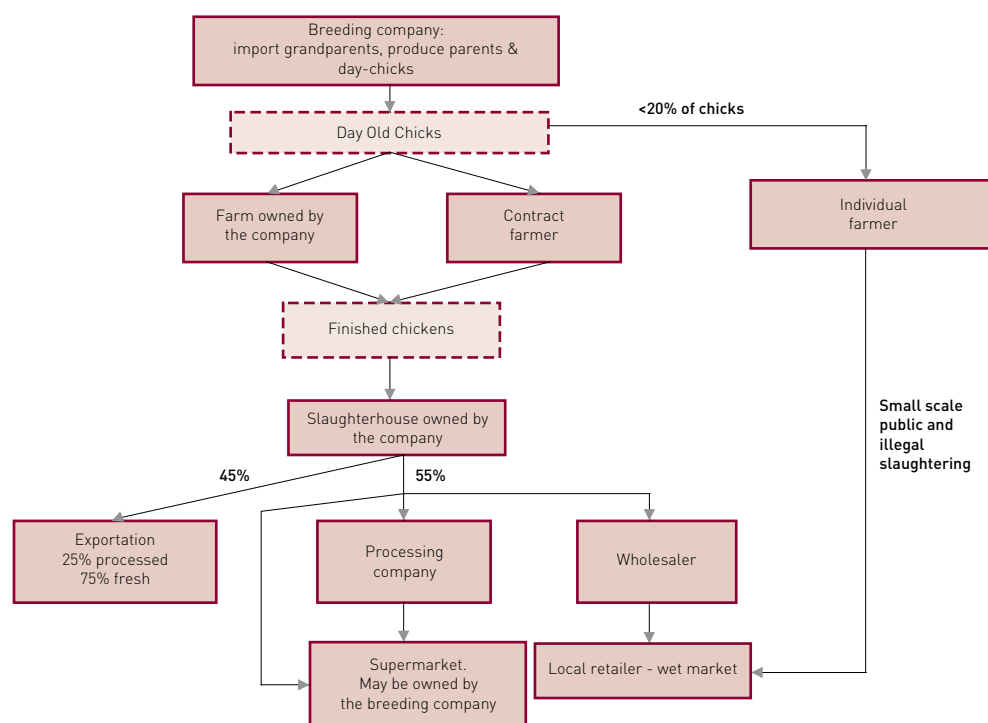 Breeding company:
import grandparents, produce parents &
day-chicks
<20% of chicks
Day Old Chicks
Farm owned by
the company
Contract
farmer
Individual
farmer
Finished chickens
Slaughterhouse owned by
the company
Small scale
public and
illegal
slaughtering
45%
55%
Exportation
25% processed
75% fresh
Processing
company
Wholesaler
Supermarket.
May be owned by
the breeding company
Local retailer - wet market